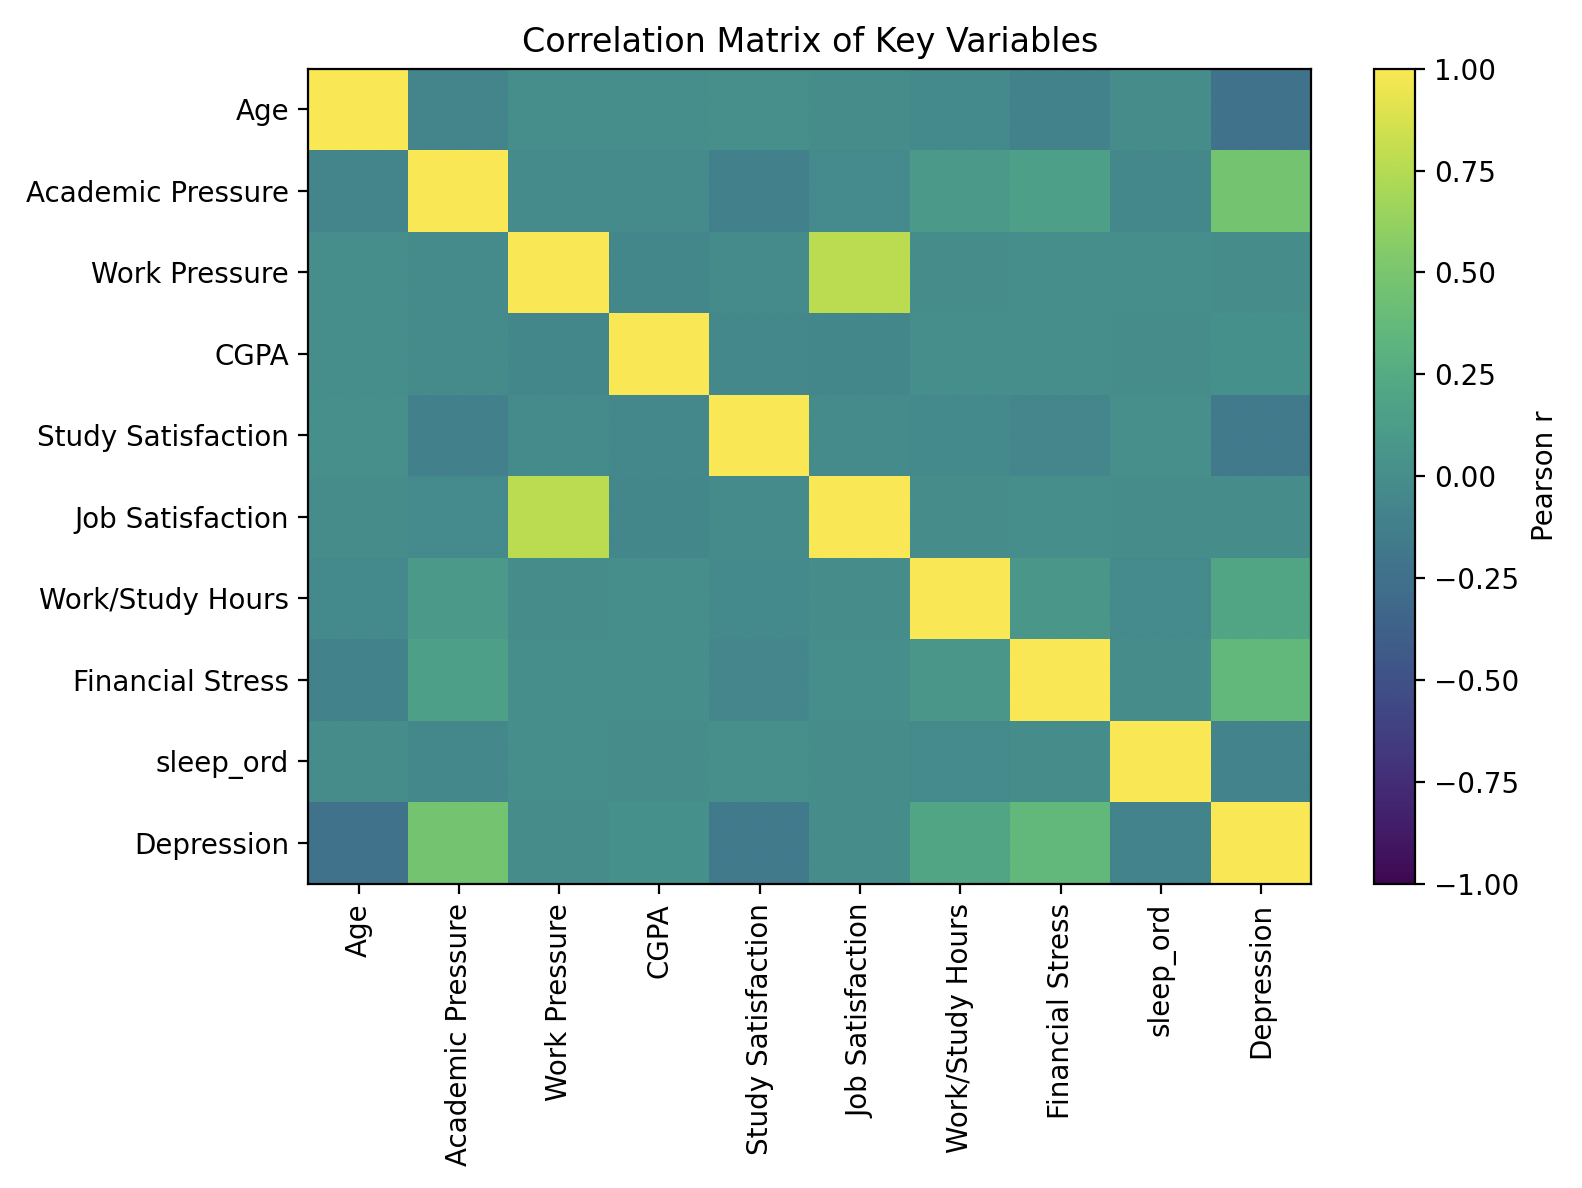 Correlation Matrix of Key Variables
Age
Academic Pressure
Work Pressure
CGPA
Study Satisfaction
Job Satisfaction
Work/Study Hours
Financial Stress
sleep_ord
Depression
Age
Academic Pressure
Work Pressure
CGPA
Study Satisfaction
Job Satisfaction
Work/Study Hours
Financial Stress
sleep_ord
Depression
1.00
0.75
0.50
0.25
0.00
−0.25
−0.50
−0.75
−1.00
Pearson r